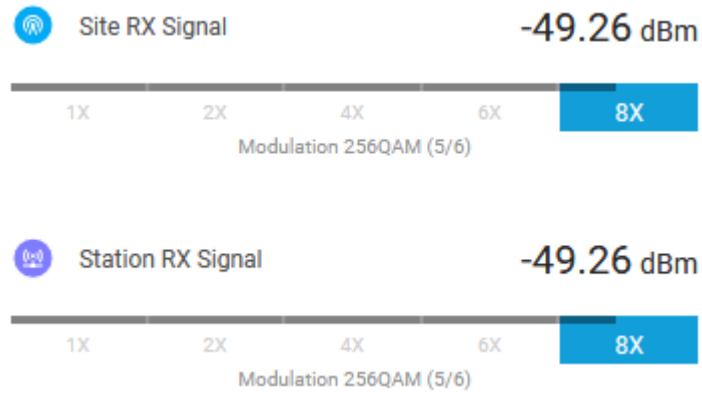 Site RX Signal -49.26 dBm
1X 2X 4X 6X 8X
Modulation 256QAM (5/6)
Station RX Signal -49.26 dBm
1X 2X 4X 6X 8X
Modulation 256QAM (5/6)